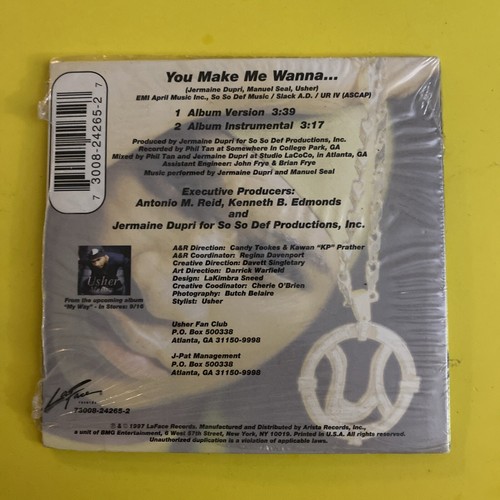 You Make Me Wanna...
(Jermaine Dupri, Manuel Seal, Usher)
EMI April Music Inc., So So Def Music / Slack A.D. / UR IV (ASCAP)
1 Album Version 3:39
2 Album Instrumental 3:17
Produced by Jermaine Dupri for So So Def Productions, Inc.
Recorded by Phil Tan at Somewhere In College Park, GA
Mixed by Phil Tan and Jermaine Dupri at Studio LaCoCo, in Atlanta, GA
Assistant Engineer: John Frye & Brian Frye
Music performed by Jermaine Dupri and Manuel Seal
Executive Producers:
Antonio M. Reid, Kenneth B. Edmonds
and
Jermaine Dupri for So So Def Productions, Inc.
7 73008-24265-2 7
A&R Direction: Candy Tookes & Kawan "KP" Prather
A&R Coordinator: Regina Davenport
Creative Direction: Davett Singletary
Art Direction: Darrick Warfield
Design: LaKimbra Sneed
Creative Coodinator: Cherie O'Brien
Photography: Butch Belaire
Stylist: Usher
Usher
From the upcoming album
"My Way" - In Stores: 9/16
Usher Fan Club
P.O. Box 500338
Atlanta, GA 31150-9998
J-Pat Management
P.O. Box 500338
Atlanta, GA 31150-9998
LaFace
RECORDS
73008-24265-2
℗ & © 1997 LaFace Records. Manufactured and Distributed by Arista Records, Inc.,
a unit of BMG Entertainment, 6 West 57th Street, New York, NY 10019. Printed in U.S.A. All rights reserved.
Unauthorized duplication is a violation of applicable laws.
U